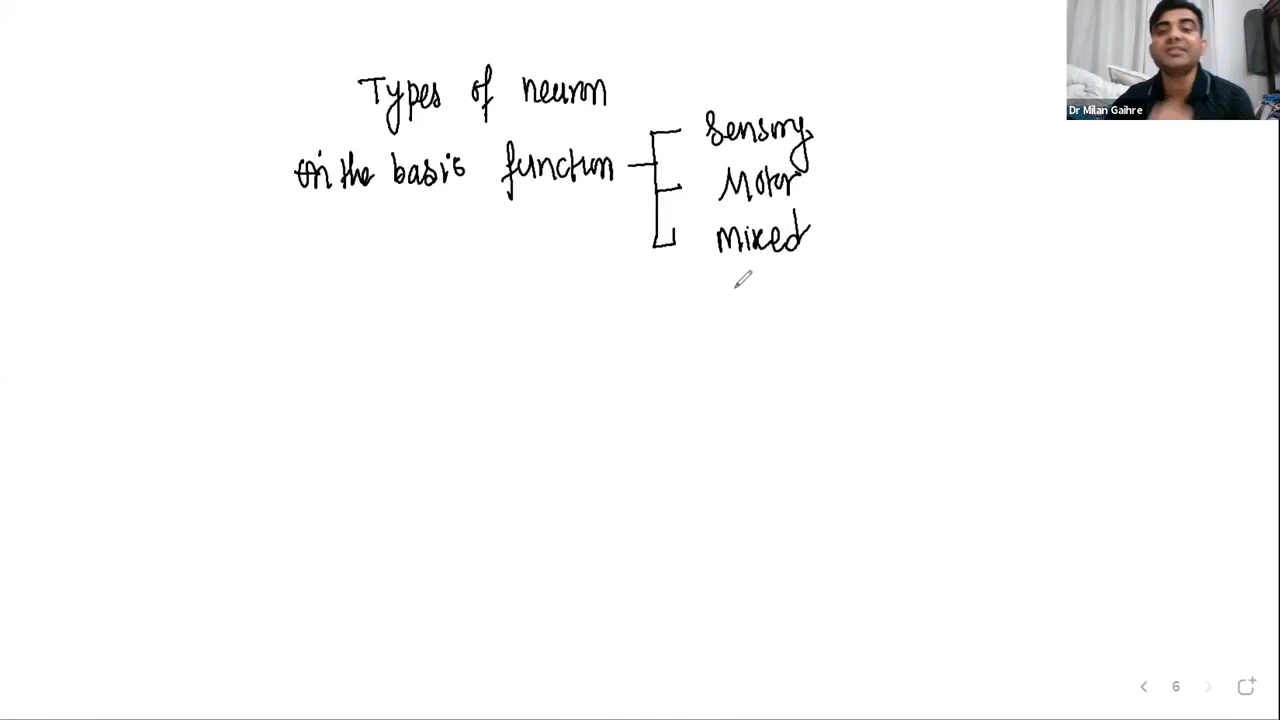 Types of neuron
on the basis function
Sensory
Motor
mixed
Dr Milan Gaihre
6